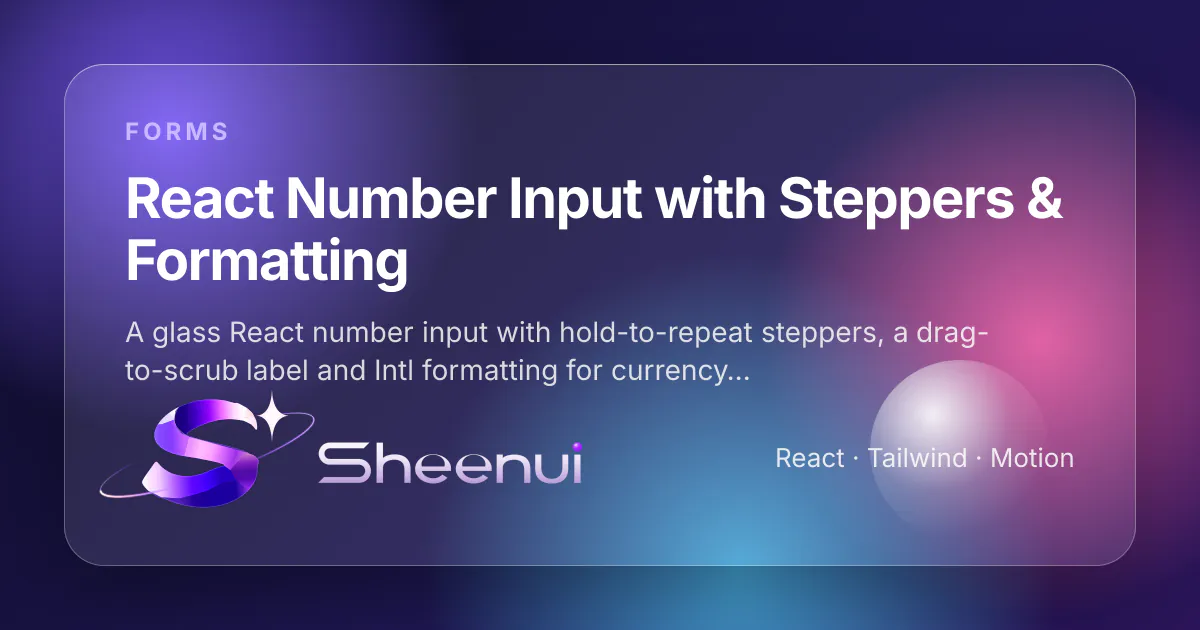 FORMS
React Number Input with Steppers &
Formatting
A glass React number input with hold-to-repeat steppers, a drag-
to-scrub label and Intl formatting for currency...
Sheenui
React · Tailwind · Motion